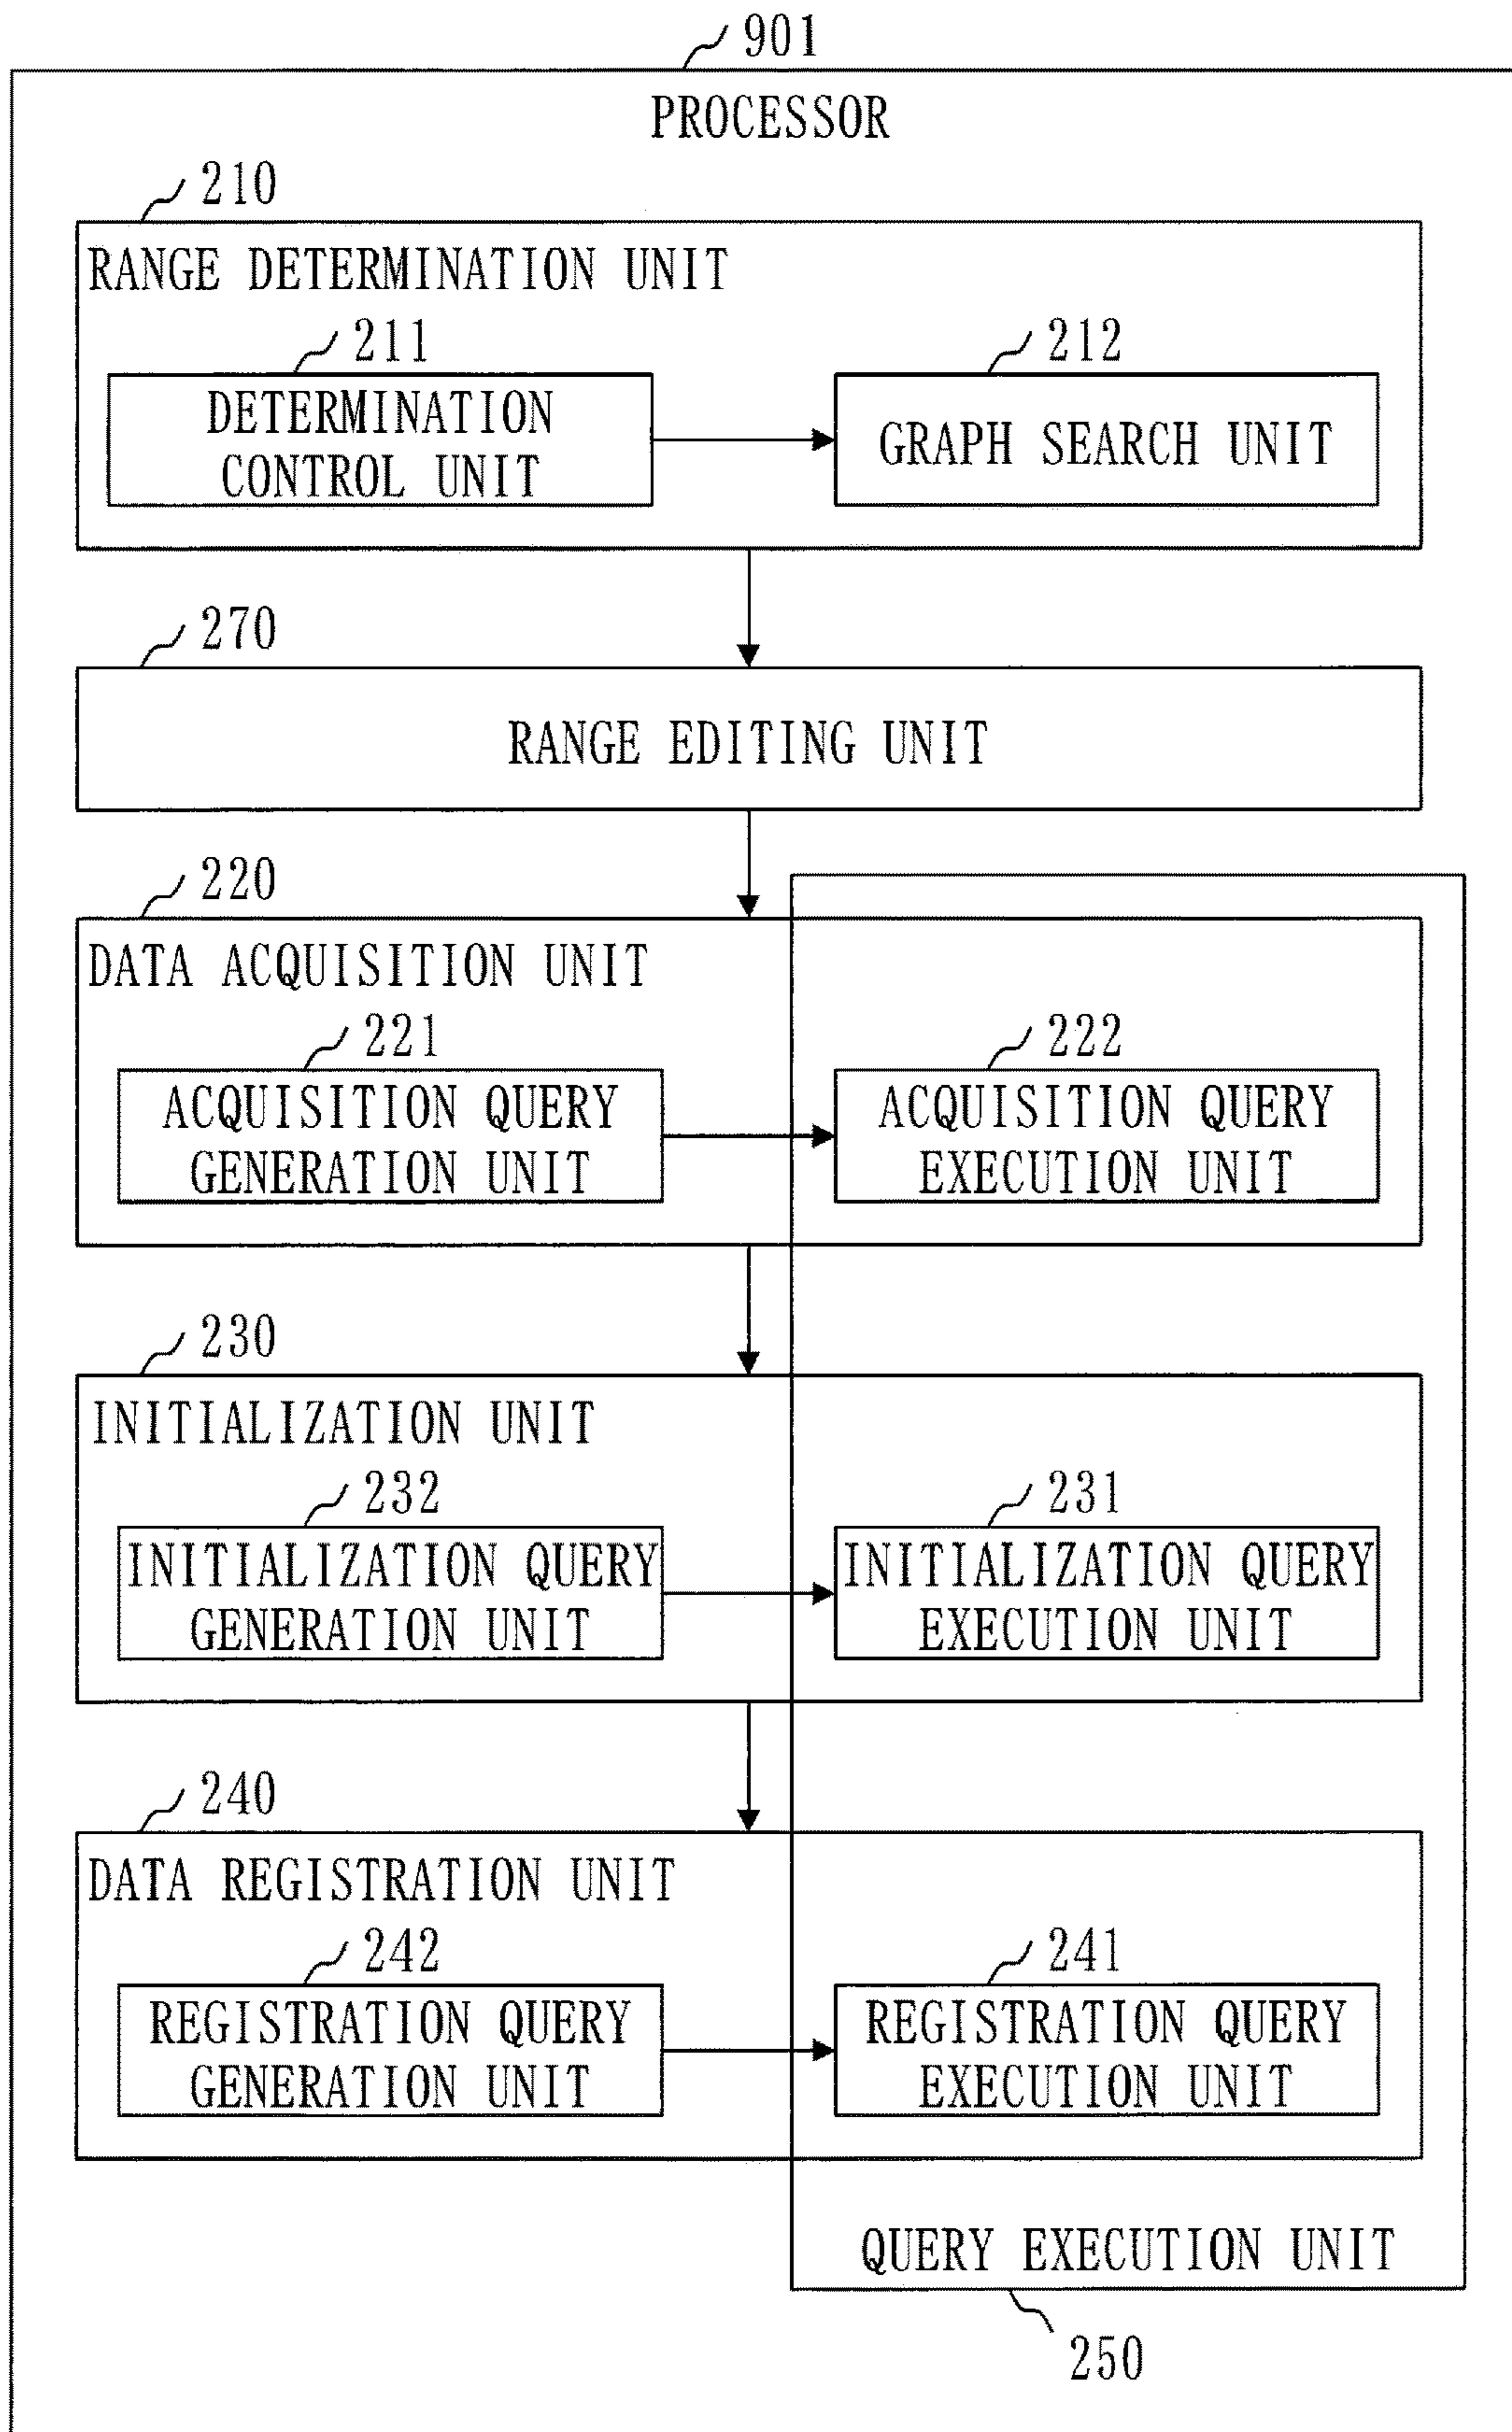 901
PROCESSOR
210
RANGE DETERMINATION UNIT
211
212
DETERMINATION
CONTROL UNIT
GRAPH SEARCH UNIT
270
RANGE EDITING UNIT
220
DATA ACQUISITION UNIT
221
222
ACQUISITION QUERY
GENERATION UNIT
ACQUISITION QUERY
EXECUTION UNIT
230
INITIALIZATION UNIT
232
231
INITIALIZATION QUERY
GENERATION UNIT
INITIALIZATION QUERY
EXECUTION UNIT
240
DATA REGISTRATION UNIT
242
241
REGISTRATION QUERY
GENERATION UNIT
REGISTRATION QUERY
EXECUTION UNIT
QUERY EXECUTION UNIT
250